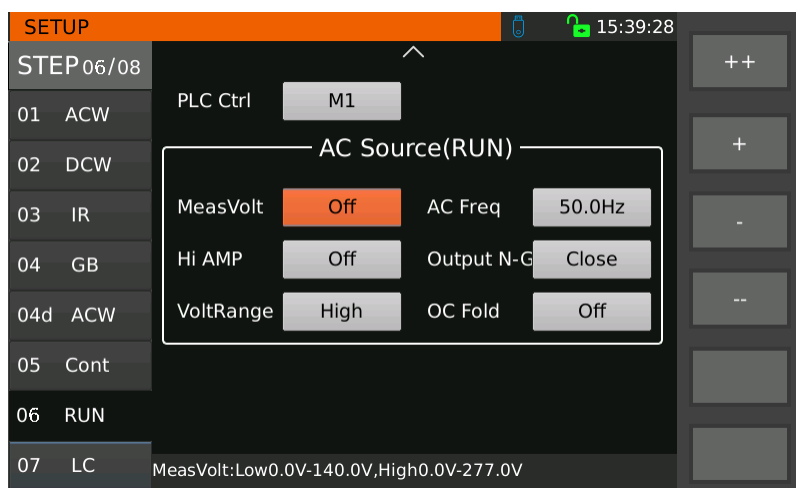 SETUP 15:39:28
STEP 06/08
01 ACW
02 DCW
03 IR
04 GB
04d ACW
05 Cont
06 RUN
07 LC
PLC Ctrl M1
AC Source(RUN)
MeasVolt Off AC Freq 50.0Hz
Hi AMP Off Output N-G Close
VoltRange High OC Fold Off
MeasVolt:Low0.0V-140.0V,High0.0V-277.0V
++
+
-
--